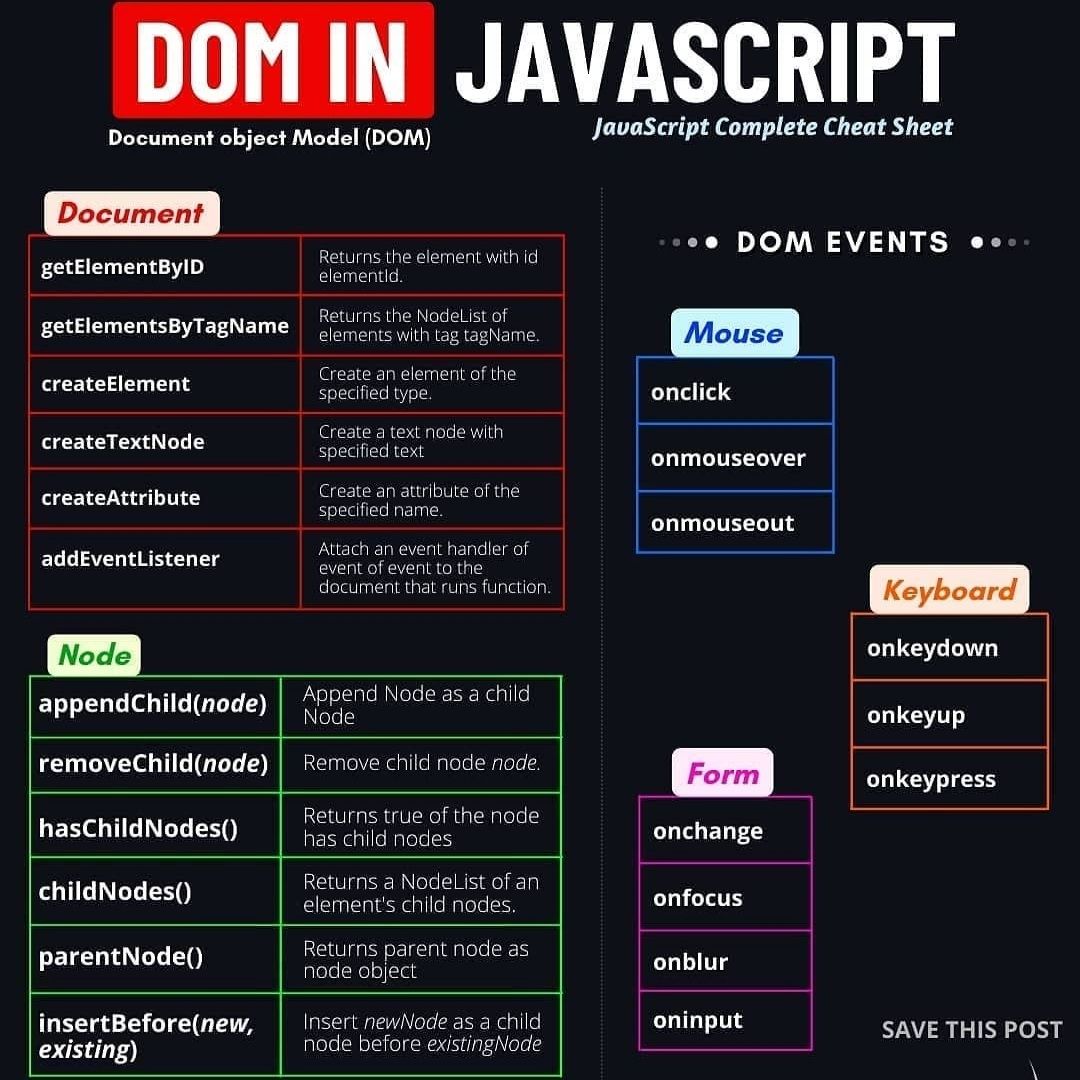 DOM IN JAVASCRIPT
Document object Model (DOM)
JavaScript Complete Cheat Sheet
Document
getElementByID
Returns the element with id
elementId.
getElementsByTagName
Returns the NodeList of
elements with tag tagName.
createElement
Create an element of the
specified type.
createTextNode
Create a text node with
specified text
createAttribute
Create an attribute of the
specified name.
addEventListener
Attach an event handler of
event of event to the
document that runs function.
Node
appendChild(node)
Append Node as a child
Node
removeChild(node)
Remove child node node.
hasChildNodes()
Returns true of the node
has child nodes
childNodes()
Returns a NodeList of an
element's child nodes.
parentNode()
Returns parent node as
node object
insertBefore(new,
existing)
Insert newNode as a child
node before existingNode
DOM EVENTS
Mouse
onclick
onmouseover
onmouseout
Keyboard
onkeydown
onkeyup
onkeypress
Form
onchange
onfocus
onblur
oninput
SAVE THIS POST